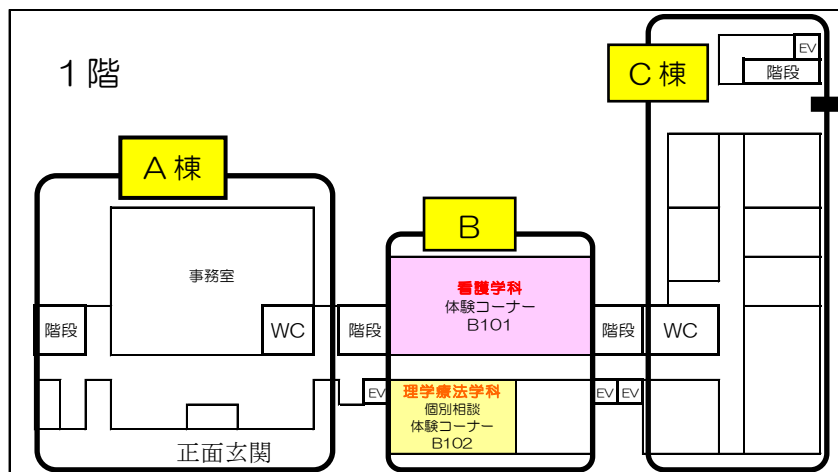 1階
EV
階段
C棟
A棟
B
事務室
看護学科
体験コーナー
B101
階段
WC
階段
階段
WC
EV
理学療法学科
個別相談
体験コーナー
B102
EV
EV
正面玄関